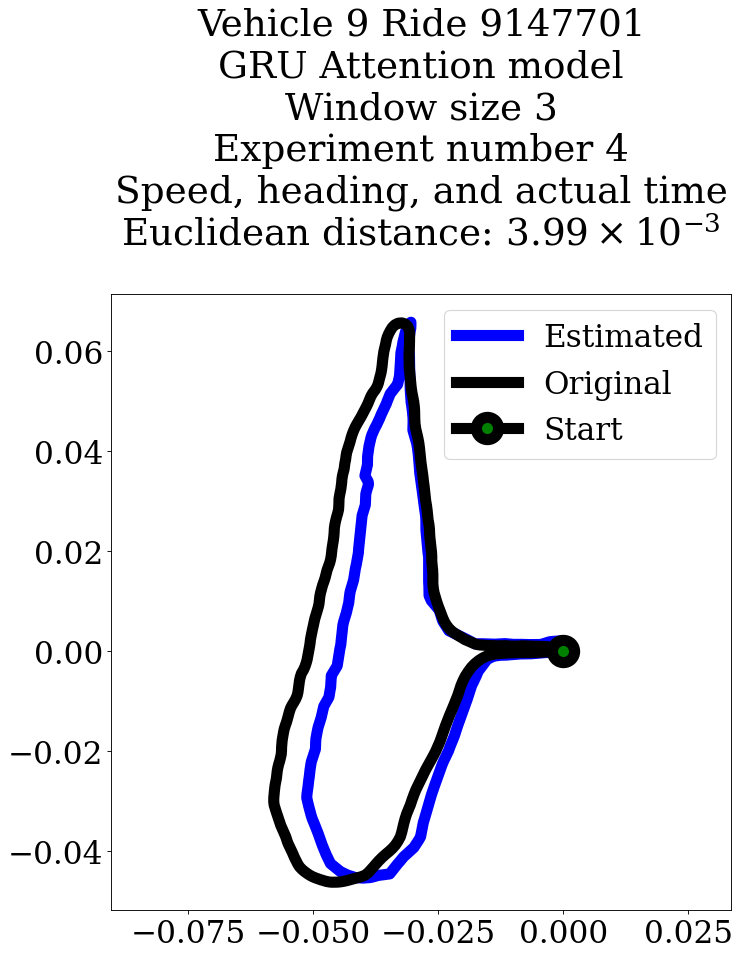 Vehicle 9 Ride 9147701
GRU Attention model
Window size 3
Experiment number 4
Speed, heading, and actual time
Euclidean distance: 3.99 × 10⁻³
Estimated
Original
Start
0.06
0.04
0.02
0.00
−0.02
−0.04
−0.075 −0.050 −0.025 0.000 0.025